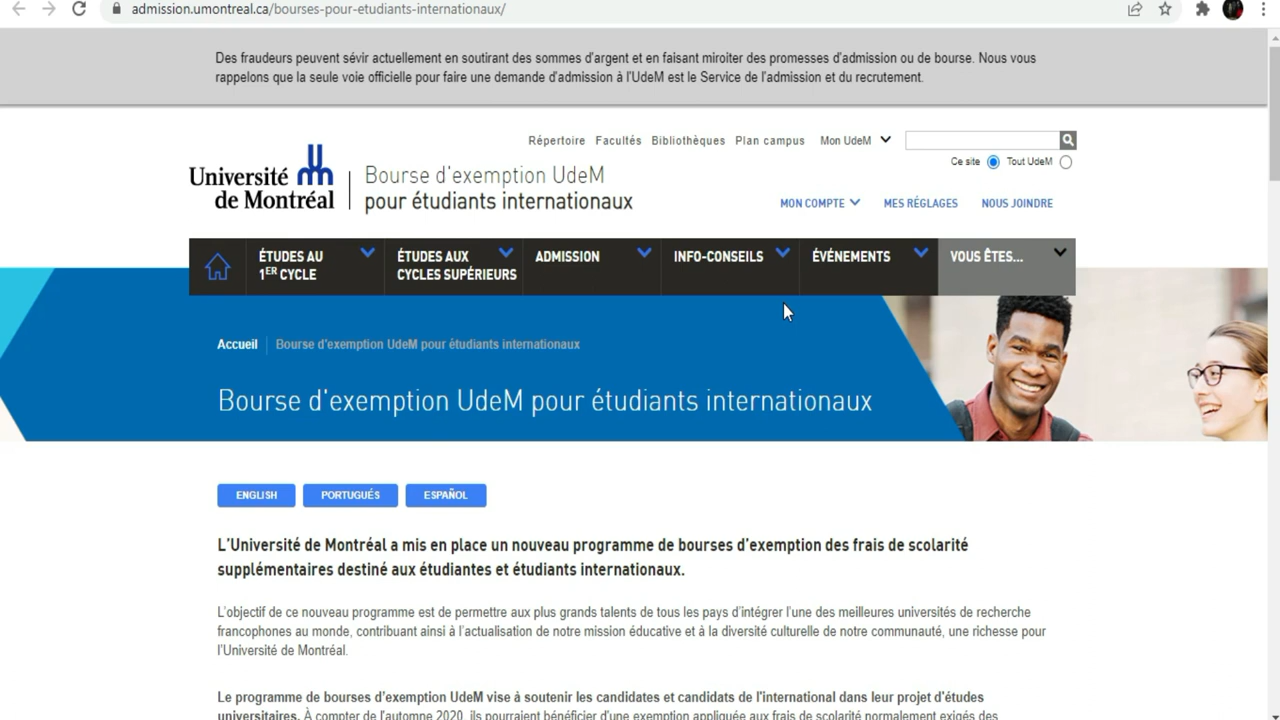 admission.umontreal.ca/bourses-pour-etudiants-internationaux/
Des fraudeurs peuvent sévir actuellement en soutirant des sommes d'argent et en faisant miroiter des promesses d'admission ou de bourse. Nous vous
rappelons que la seule voie officielle pour faire une demande d'admission à l'UdeM est le Service de l'admission et du recrutement.
Répertoire Facultés Bibliothèques Plan campus Mon UdeM
Ce site Tout UdeM
Université
de Montréal
Bourse d'exemption UdeM
pour étudiants internationaux
MON COMPTE MES RÉGLAGES NOUS JOINDRE
ÉTUDES AU
1ER CYCLE
ÉTUDES AUX
CYCLES SUPÉRIEURS
ADMISSION
INFO-CONSEILS
ÉVÉNEMENTS
VOUS ÊTES...
Accueil Bourse d'exemption UdeM pour étudiants internationaux
Bourse d'exemption UdeM pour étudiants internationaux
ENGLISH PORTUGUÉS ESPAÑOL
L'Université de Montréal a mis en place un nouveau programme de bourses d'exemption des frais de scolarité
supplémentaires destiné aux étudiantes et étudiants internationaux.
L'objectif de ce nouveau programme est de permettre aux plus grands talents de tous les pays d'intégrer l'une des meilleures universités de recherche
francophones au monde, contribuant ainsi à l'actualisation de notre mission éducative et à la diversité culturelle de notre communauté, une richesse pour
l'Université de Montréal.
Le programme de bourses d'exemption UdeM vise à soutenir les candidates et candidats de l'international dans leur projet d'études
universitaires. À compter de l'automne 2020, ils pourraient bénéficier d'une exemption appliquée aux frais de scolarité normalement exigés des